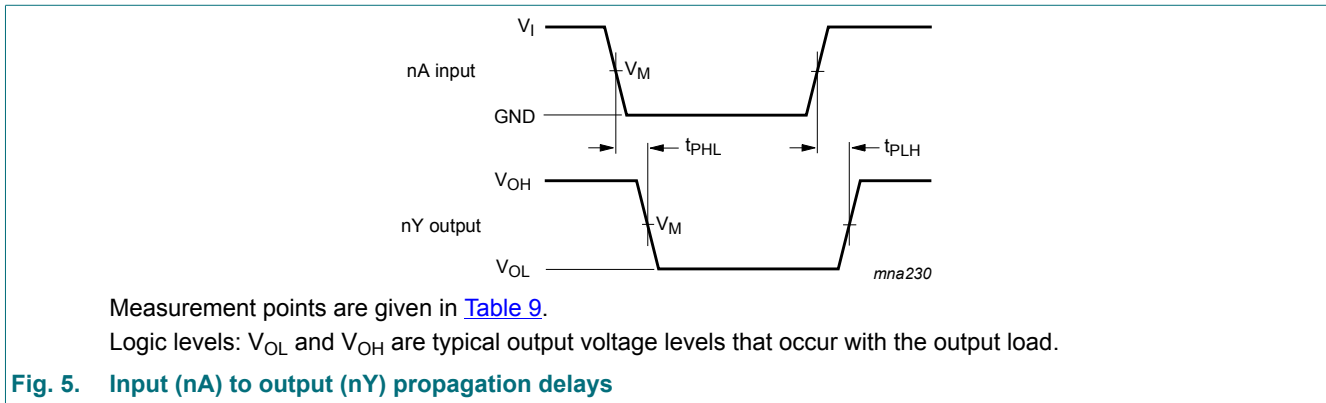 V_I
nA input
V_M
GND
t_PHL
t_PLH
V_OH
nY output
V_M
V_OL
mna230
Measurement points are given in Table 9.
Logic levels: V_OL and V_OH are typical output voltage levels that occur with the output load.
Fig. 5. Input (nA) to output (nY) propagation delays